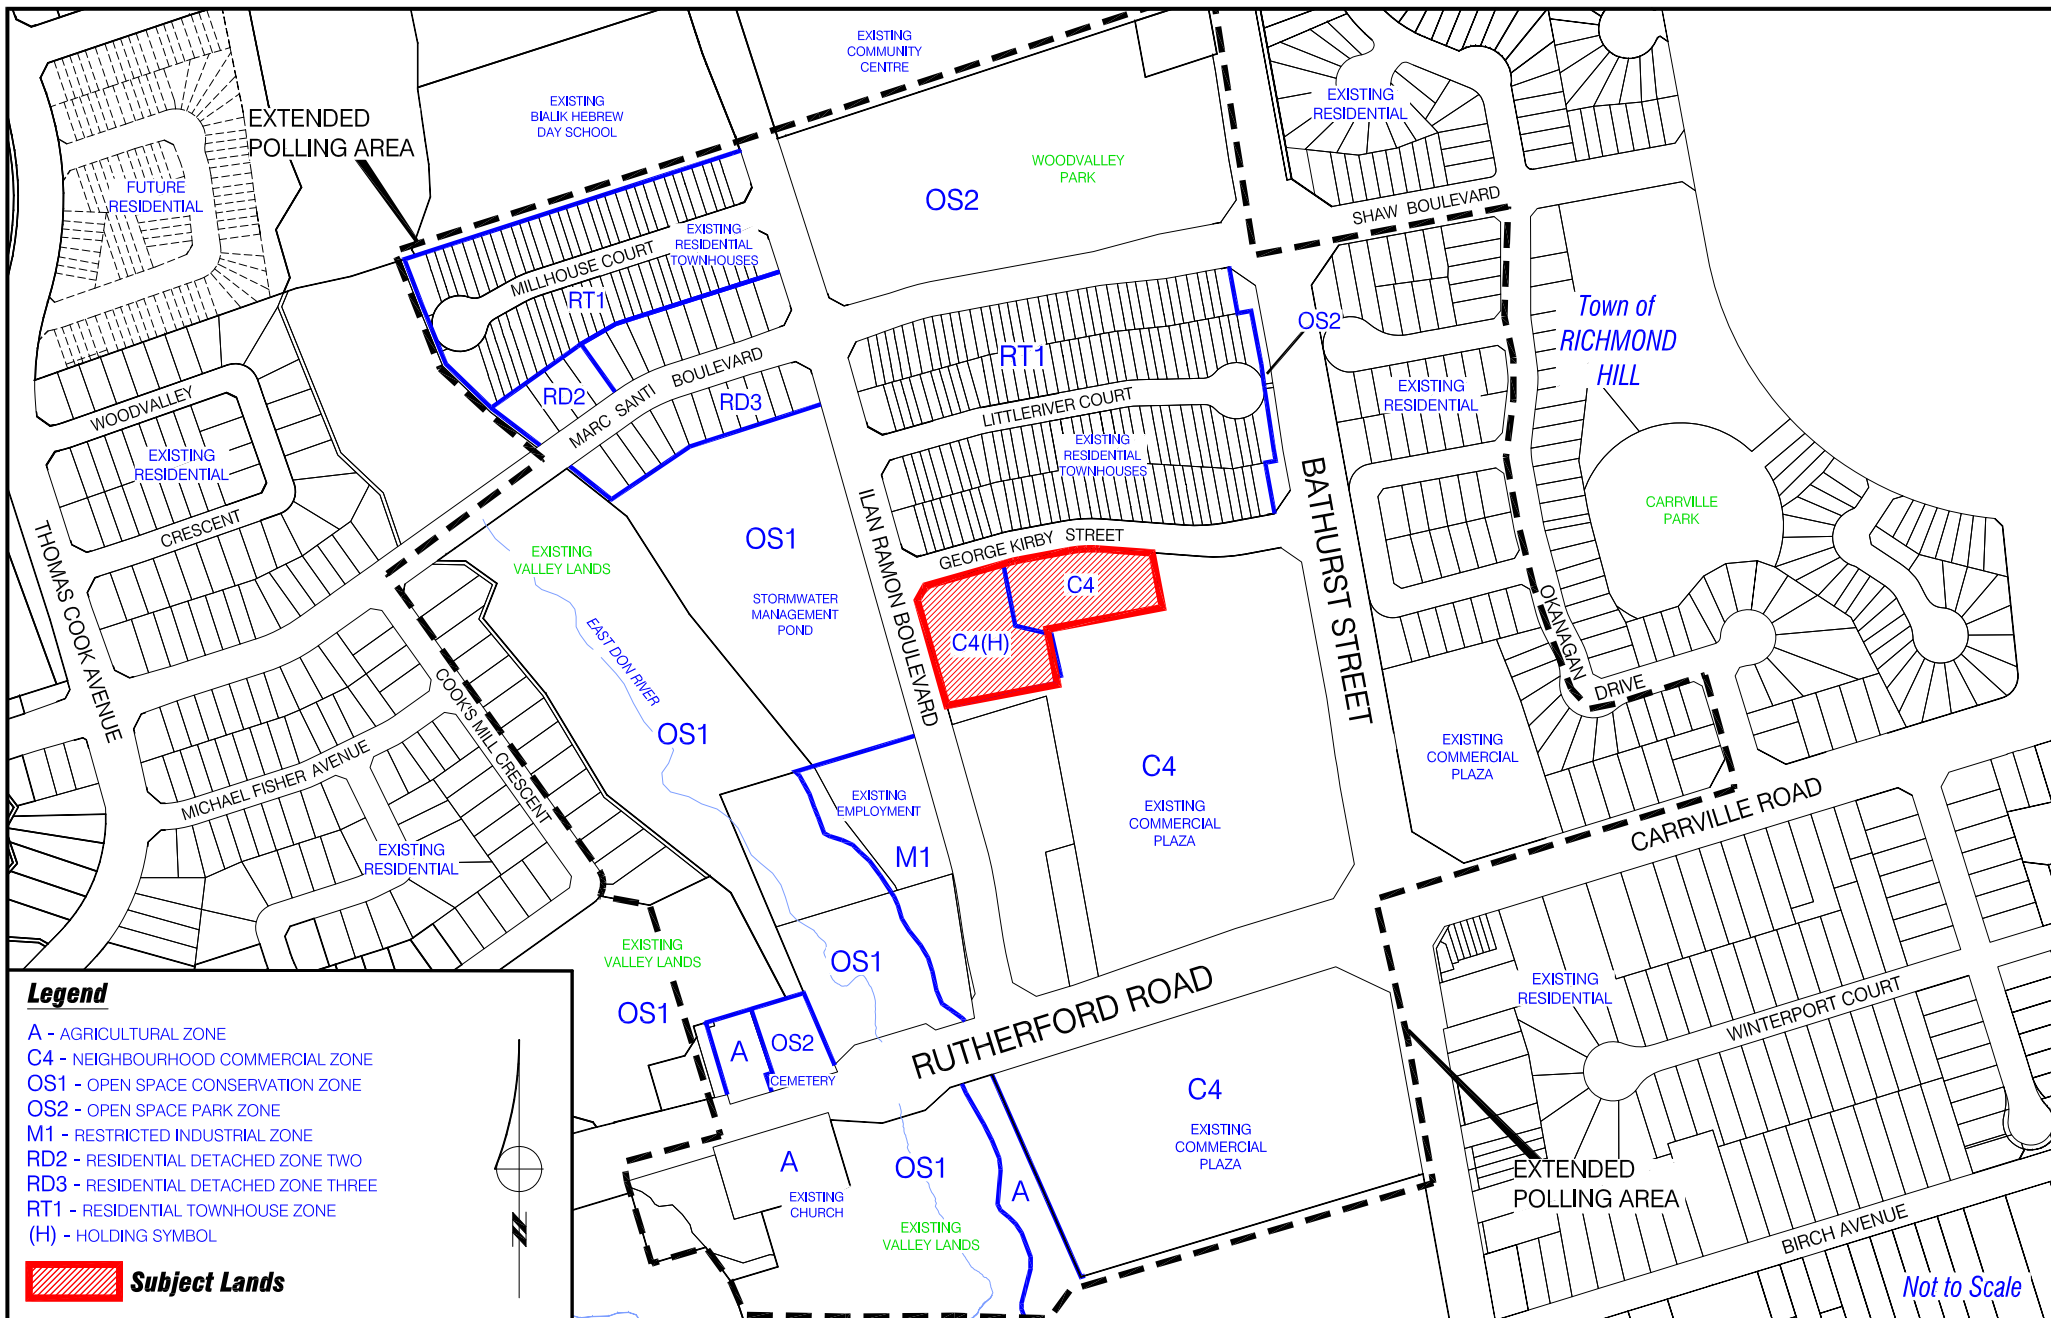 EXISTING
COMMUNITY
CENTRE
EXISTING
BIALIK HEBREW
DAY SCHOOL
EXTENDED
POLLING AREA
FUTURE
RESIDENTIAL
EXISTING
RESIDENTIAL
WOODVALLEY
PARK
OS2
SHAW BOULEVARD
EXISTING
RESIDENTIAL
TOWNHOUSES
MILLHOUSE COURT
RT1
Town of
RICHMOND
HILL
OS2
RT1
MARC SANTI BOULEVARD
RD2
RD3
WOODVALLEY
CRESCENT
EXISTING
RESIDENTIAL
LITTLERIVER COURT
EXISTING
RESIDENTIAL
TOWNHOUSES
EXISTING
RESIDENTIAL
CARRVILLE
PARK
THOMAS COOK AVENUE
EXISTING
VALLEY LANDS
OS1
ILAN RAMON BOULEVARD
GEORGE KIRBY STREET
BATHURST STREET
C4
C4(H)
STORMWATER
MANAGEMENT
POND
EAST DON RIVER
OS1
OKANAGAN
DRIVE
COOK'S MILL CRESCENT
MICHAEL FISHER AVENUE
EXISTING
RESIDENTIAL
EXISTING
EMPLOYMENT
M1
C4
EXISTING
COMMERCIAL
PLAZA
EXISTING
COMMERCIAL
PLAZA
CARRVILLE ROAD
EXISTING
VALLEY LANDS
OS1
OS1
RUTHERFORD ROAD
EXISTING
RESIDENTIAL
WINTERPORT COURT
A
OS2
CEMETERY
C4
EXISTING
COMMERCIAL
PLAZA
A
EXISTING
CHURCH
OS1
A
EXISTING
VALLEY LANDS
EXTENDED
POLLING AREA
BIRCH AVENUE
Not to Scale
Legend
A - AGRICULTURAL ZONE
C4 - NEIGHBOURHOOD COMMERCIAL ZONE
OS1 - OPEN SPACE CONSERVATION ZONE
OS2 - OPEN SPACE PARK ZONE
M1 - RESTRICTED INDUSTRIAL ZONE
RD2 - RESIDENTIAL DETACHED ZONE TWO
RD3 - RESIDENTIAL DETACHED ZONE THREE
RT1 - RESIDENTIAL TOWNHOUSE ZONE
(H) - HOLDING SYMBOL
Subject Lands
N